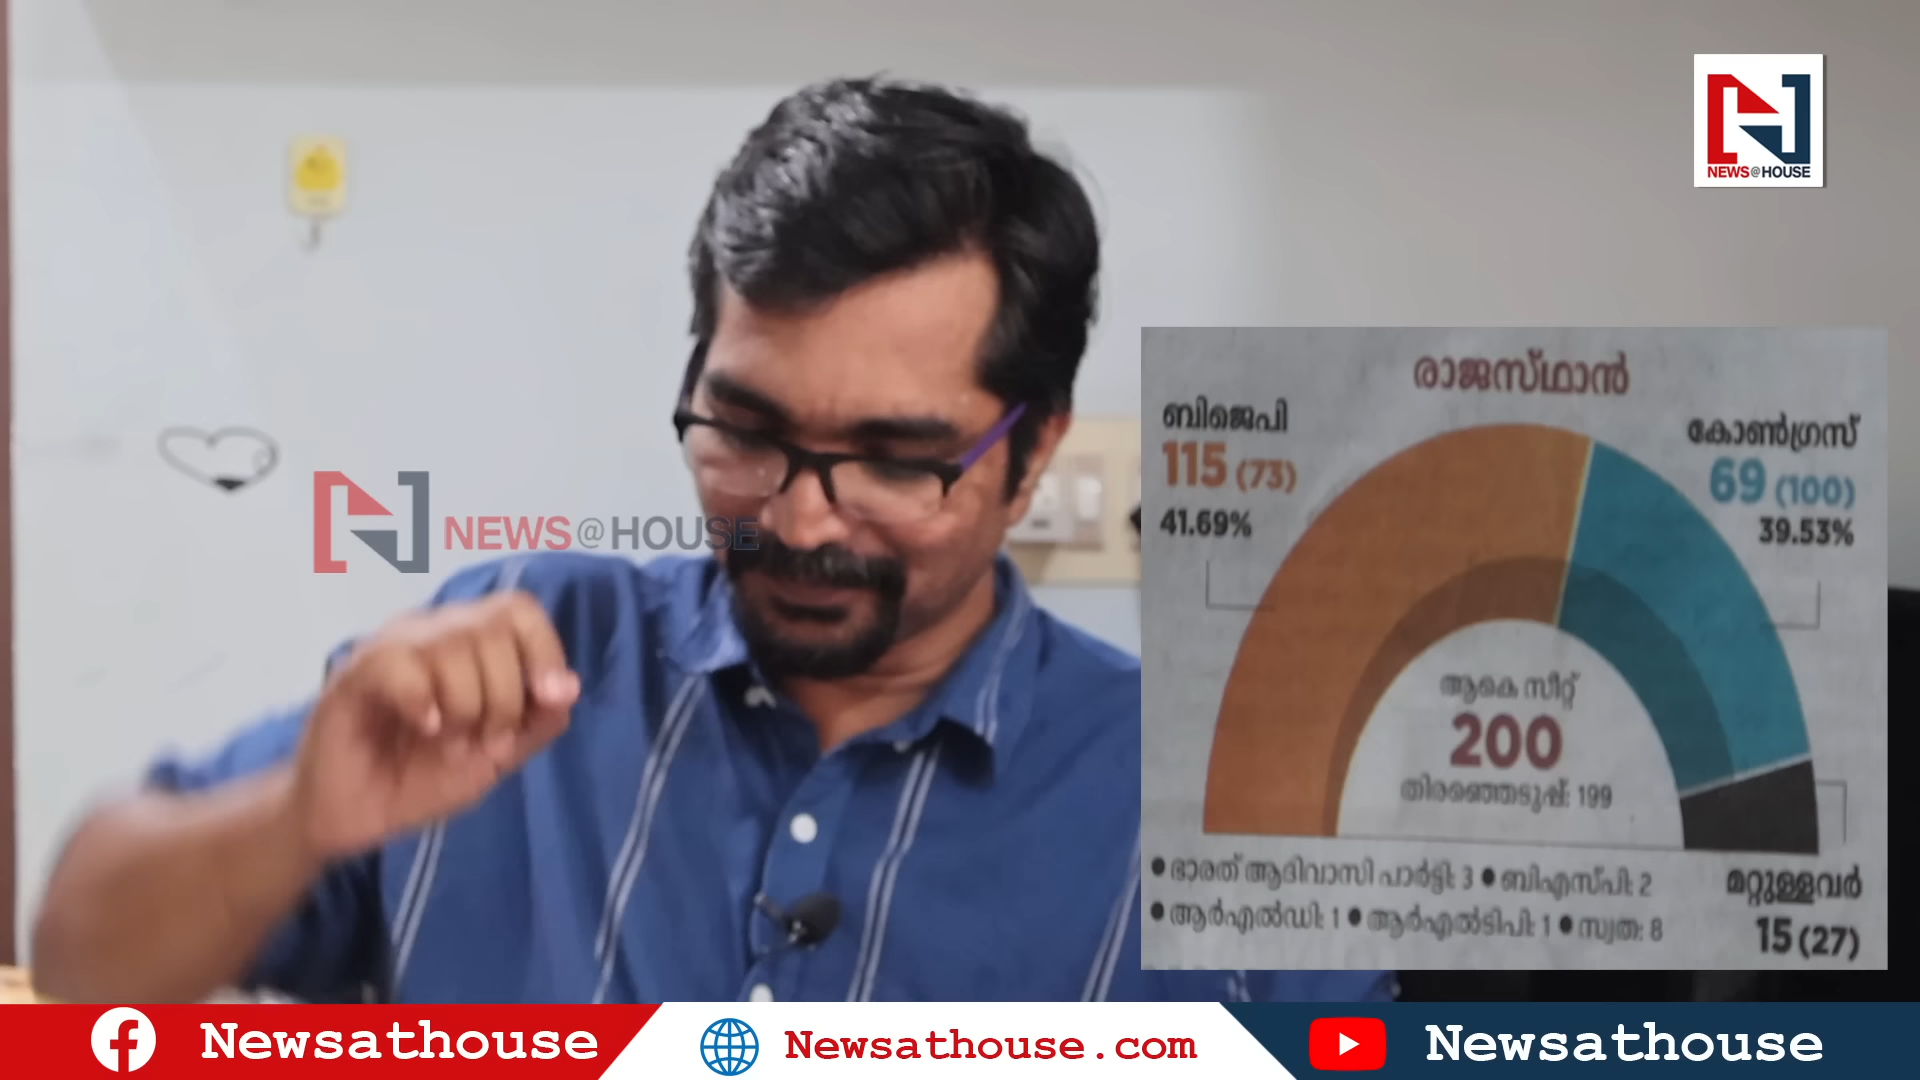 NEWS@HOUSE
NEWS@HOUSE
രാജസ്ഥാൻ
ബിജെപി
115 (73)
41.69%
കോൺഗ്രസ്
69 (100)
39.53%
ആകെ സീറ്റ്
200
തിരഞ്ഞെടുപ്പ്: 199
• ഭാരത് ആദിവാസി പാർട്ടി: 3 • ബിഎസ്പി: 2
• ആർഎൽഡി: 1 • ആർഎൽടിപി: 1 • സ്വത: 8
മറ്റുള്ളവർ
15 (27)
Newsathouse
Newsathouse.com
Newsathouse